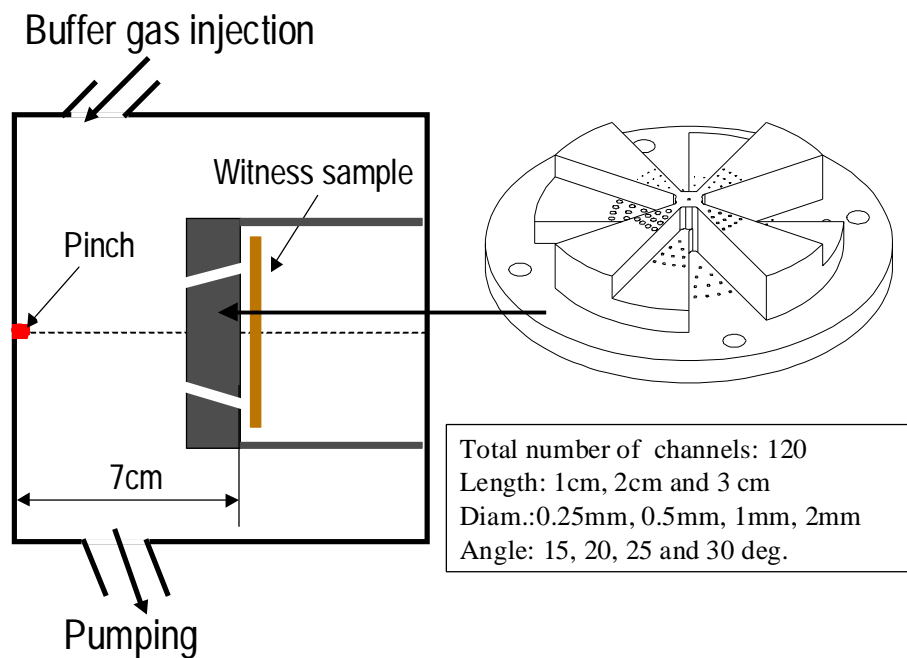 Buffer gas injection
Witness sample
Pinch
7cm
Pumping
Total number of  channels: 120
Length: 1cm, 2cm and 3 cm
Diam.:0.25mm, 0.5mm, 1mm, 2mm
Angle: 15, 20, 25 and 30 deg.